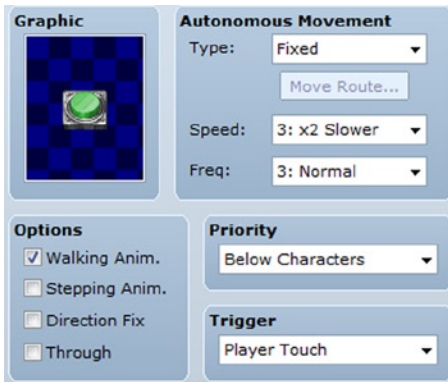 Graphic
Autonomous Movement
Type: Fixed
Move Route...
Speed: 3: x2 Slower
Freq: 3: Normal
Options
Walking Anim.
Stepping Anim.
Direction Fix
Through
Priority
Below Characters
Trigger
Player Touch